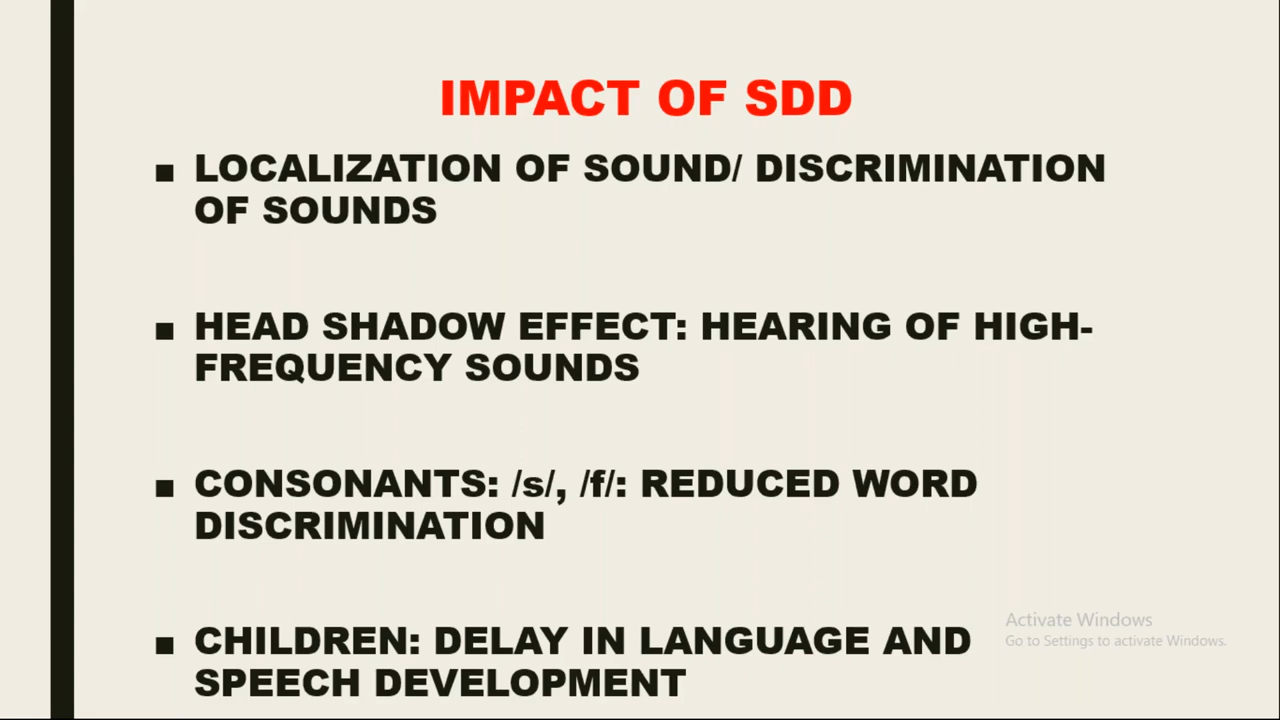 IMPACT OF SDD
▪ LOCALIZATION OF SOUND/ DISCRIMINATION
OF SOUNDS
▪ HEAD SHADOW EFFECT: HEARING OF HIGH-
FREQUENCY SOUNDS
▪ CONSONANTS: /s/, /f/: REDUCED WORD
DISCRIMINATION
▪ CHILDREN: DELAY IN LANGUAGE AND
SPEECH DEVELOPMENT
Activate Windows
Go to Settings to activate Windows.